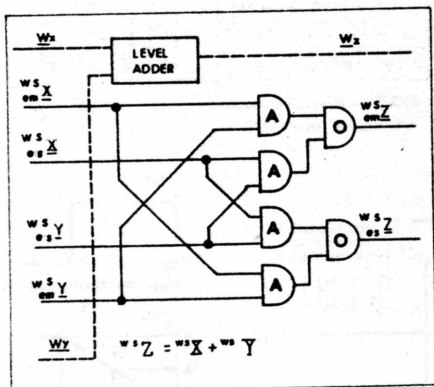 Wx
Wz
LEVEL
ADDER
ws em X
A
ws em Z
O
ws es X
A
ws es Y
A
ws es Z
O
ws em Y
A
Wy
ws Z = ws X + ws Y